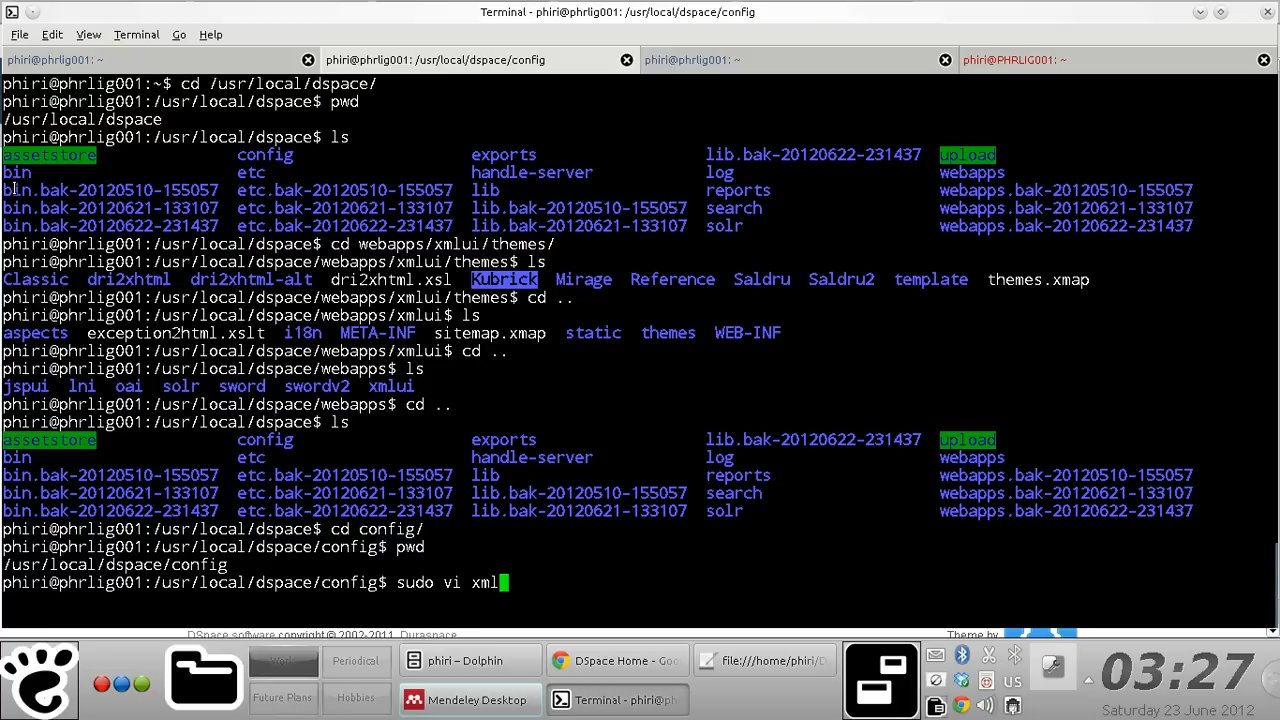 Terminal - phiri@phrlig001: /usr/local/dspace/config
File Edit View Terminal Go Help
phiri@phrlig001: ~ phiri@phrlig001: /usr/local/dspace/config phiri@phrlig001: ~ phiri@PHRLIG001: ~
phiri@phrlig001:~$ cd /usr/local/dspace/
phiri@phrlig001:/usr/local/dspace$ pwd
/usr/local/dspace
phiri@phrlig001:/usr/local/dspace$ ls
assetstore config exports lib.bak-20120622-231437 upload
bin etc handle-server log webapps
bin.bak-20120510-155057 etc.bak-20120510-155057 lib reports webapps.bak-20120510-155057
bin.bak-20120621-133107 etc.bak-20120621-133107 lib.bak-20120510-155057 search webapps.bak-20120621-133107
bin.bak-20120622-231437 etc.bak-20120622-231437 lib.bak-20120621-133107 solr webapps.bak-20120622-231437
phiri@phrlig001:/usr/local/dspace$ cd webapps/xmlui/themes/
phiri@phrlig001:/usr/local/dspace/webapps/xmlui/themes$ ls
Classic dri2xhtml dri2xhtml-alt dri2xhtml.xsl Kubrick Mirage Reference Saldru Saldru2 template themes.xmap
phiri@phrlig001:/usr/local/dspace/webapps/xmlui/themes$ cd ..
phiri@phrlig001:/usr/local/dspace/webapps/xmlui$ ls
aspects exception2html.xslt i18n META-INF sitemap.xmap static themes WEB-INF
phiri@phrlig001:/usr/local/dspace/webapps/xmlui$ cd ..
phiri@phrlig001:/usr/local/dspace/webapps$ ls
jspui lni oai solr sword swordv2 xmlui
phiri@phrlig001:/usr/local/dspace/webapps$ cd ..
phiri@phrlig001:/usr/local/dspace$ ls
assetstore config exports lib.bak-20120622-231437 upload
bin etc handle-server log webapps
bin.bak-20120510-155057 etc.bak-20120510-155057 lib reports webapps.bak-20120510-155057
bin.bak-20120621-133107 etc.bak-20120621-133107 lib.bak-20120510-155057 search webapps.bak-20120621-133107
bin.bak-20120622-231437 etc.bak-20120622-231437 lib.bak-20120621-133107 solr webapps.bak-20120622-231437
phiri@phrlig001:/usr/local/dspace$ cd config/
phiri@phrlig001:/usr/local/dspace/config$ pwd
/usr/local/dspace/config
phiri@phrlig001:/usr/local/dspace/config$ sudo vi xml
DSpace software copyright © 2002-2011 Duraspace Theme by
Work Periodical phiri – Dolphin DSpace Home - Goo file:///home/phiri/D US 03:27
Future Plans Hobbies Mendeley Desktop Terminal - phiri@phr Saturday 23 June 2012